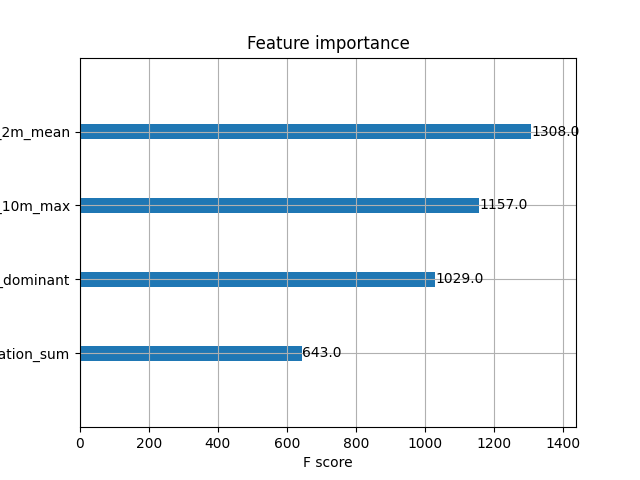 Feature importance
_2m_mean
1308.0
_10m_max
1157.0
_dominant
1029.0
ation_sum
643.0
0 200 400 600 800 1000 1200 1400
F score